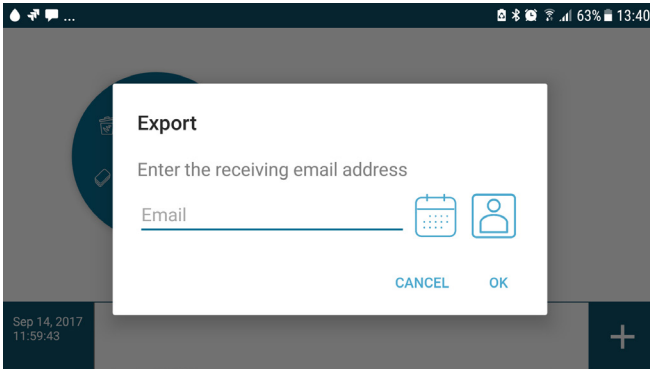 ... 63% 13:40
Export
Enter the receiving email address
Email
CANCEL OK
Sep 14, 2017
11:59:43
+